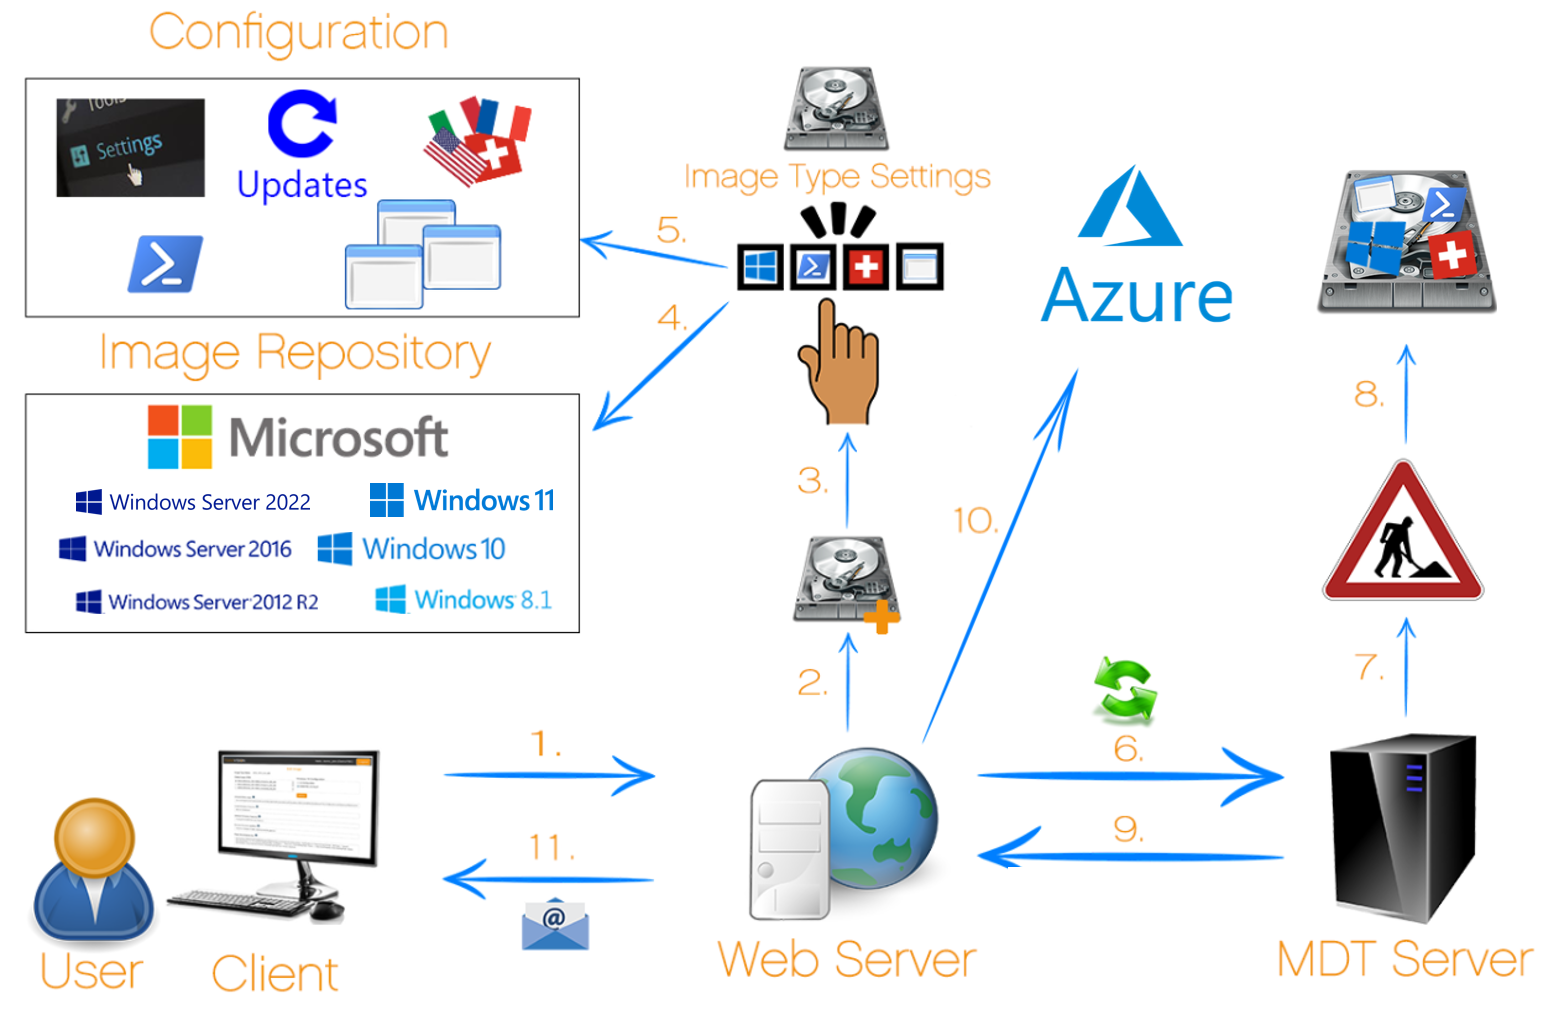 Configuration
Tools
Settings
Updates
Image Type Settings
5.
4.
Azure
8.
Image Repository
Microsoft
Windows Server 2022
Windows 11
Windows Server 2016
Windows 10
Windows Server 2012 R2
Windows 8.1
3.
10.
2.
7.
1.
6.
9.
11.
@
User
Client
Web Server
MDT Server